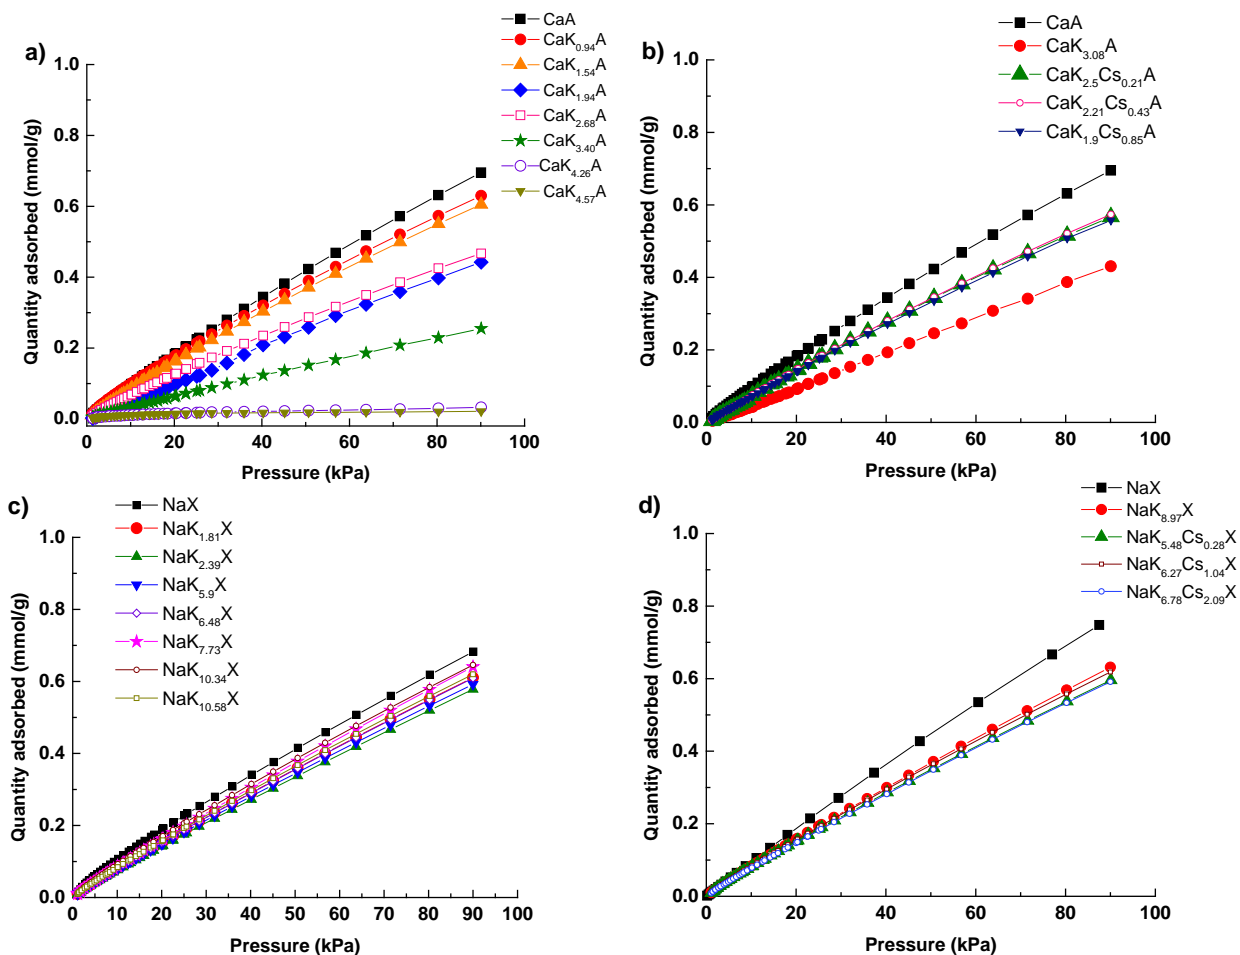 a)
CaA
CaK0.94A
CaK1.54A
CaK1.94A
CaK2.68A
CaK3.40A
CaK4.26A
CaK4.57A
Quantity adsorbed (mmol/g)
1.0
0.8
0.6
0.4
0.2
0.0
0 20 40 60 80 100
Pressure (kPa)
b)
CaA
CaK3.08A
CaK2.5Cs0.21A
CaK2.21Cs0.43A
CaK1.9Cs0.85A
Quantity adsorbed (mmol/g)
1.0
0.8
0.6
0.4
0.2
0.0
0 20 40 60 80 100
Pressure (kPa)
c)
NaX
NaK1.81X
NaK2.39X
NaK5.9X
NaK6.48X
NaK7.73X
NaK10.34X
NaK10.58X
Quantity adsorbed (mmol/g)
1.0
0.8
0.6
0.4
0.2
0.0
0 10 20 30 40 50 60 70 80 90 100
Pressure (kPa)
d)
NaX
NaK8.97X
NaK5.48Cs0.28X
NaK6.27Cs1.04X
NaK6.78Cs2.09X
Quantity adsorbed (mmol/g)
1.0
0.8
0.6
0.4
0.2
0.0
0 20 40 60 80 100
Pressure (kPa)